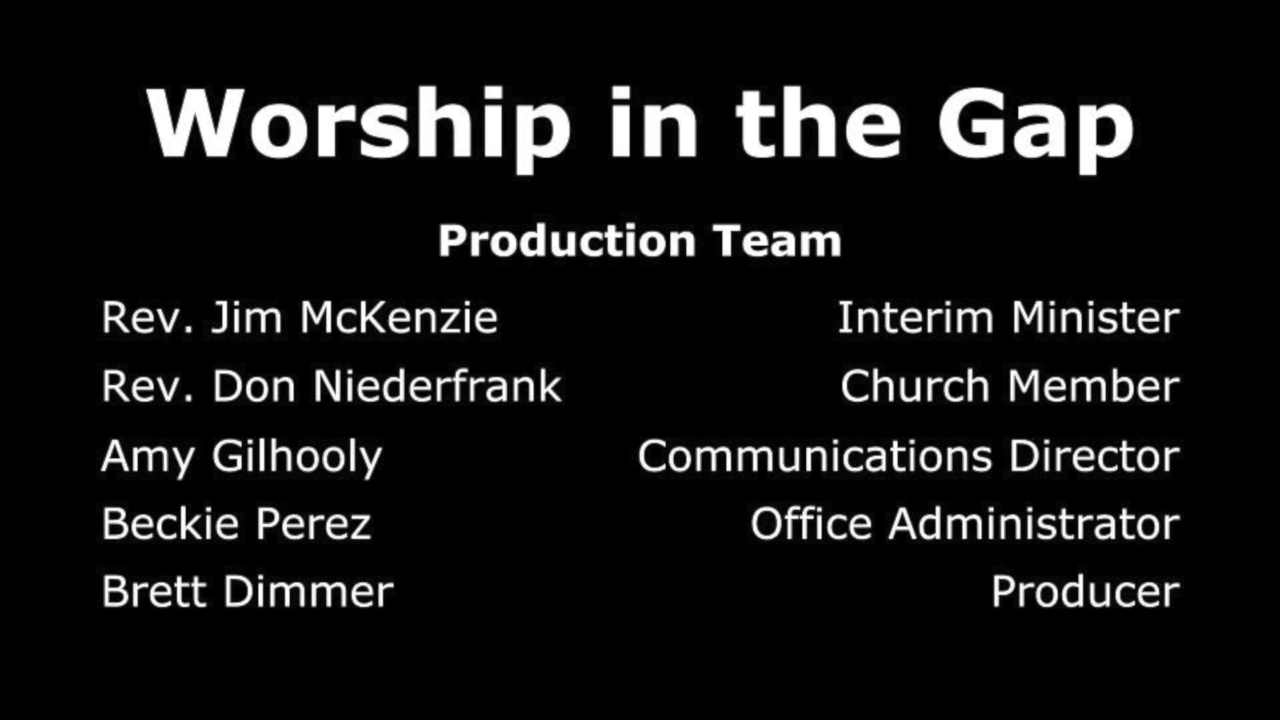 Worship in the Gap
Production Team
Rev. Jim McKenzie Interim Minister
Rev. Don Niederfrank Church Member
Amy Gilhooly Communications Director
Beckie Perez Office Administrator
Brett Dimmer Producer